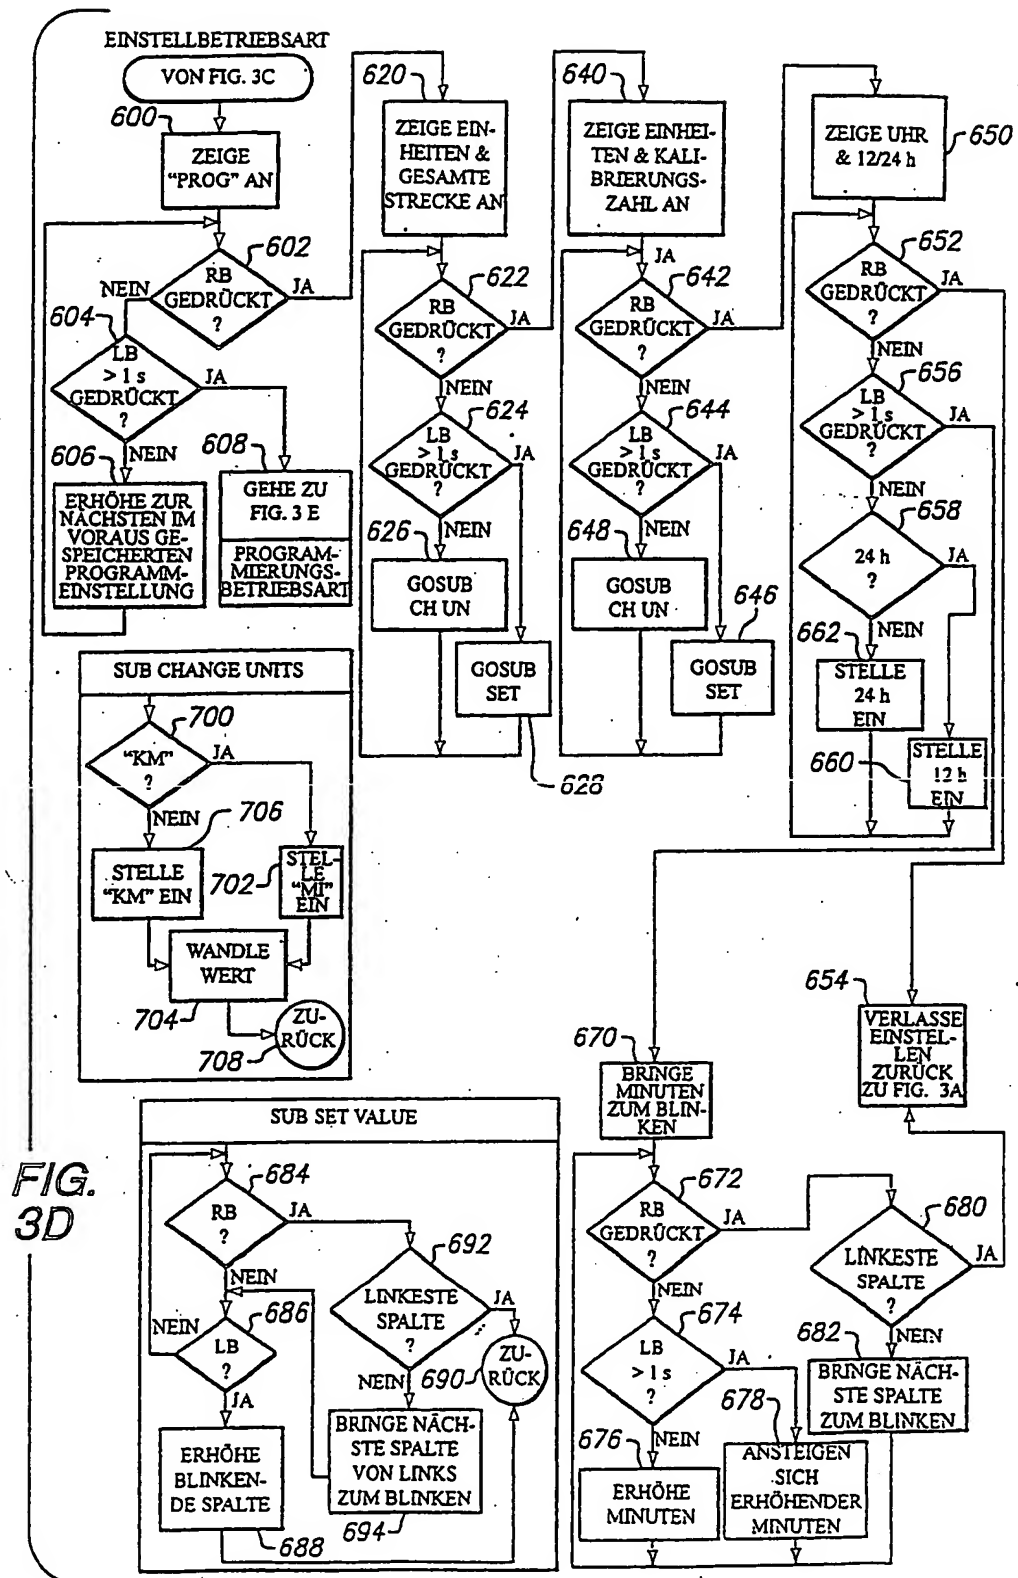 EINSTELLBETRIEBSART
VON FIG. 3C
600
ZEIGE
"PROG" AN
602
RB
GEDRÜCKT
?
NEIN
JA
604
LB
> 1 s
GEDRÜCKT
?
JA
NEIN
606
ERHÖHE ZUR
NÄCHSTEN IM
VORAUS GE-
SPEICHERTEN
PROGRAMM-
EINSTELLUNG
608
GEHE ZU
FIG. 3 E
PROGRAM-
MIERUNGS-
BETRIEBSART
620
ZEIGE EIN-
HEITEN &
GESAMTE
STRECKE AN
622
RB
GEDRÜCKT
?
JA
NEIN
624
LB
> 1 s
GEDRÜCKT
?
JA
NEIN
626
GOSUB
CH UN
GOSUB
SET
628
640
ZEIGE EINHEI-
TEN & KALI-
BRIERUNGS-
ZAHL AN
JA
642
RB
GEDRÜCKT
?
JA
NEIN
644
LB
> 1 s
GEDRÜCKT
?
JA
NEIN
648
GOSUB
CH UN
646
GOSUB
SET
ZEIGE UHR
& 12/24 h
650
652
RB
GEDRÜCKT
?
JA
NEIN
656
LB
> 1 s
GEDRÜCKT
?
JA
NEIN
658
24 h
?
JA
NEIN
662
STELLE
24 h
EIN
660
STELLE
12 h
EIN
SUB CHANGE UNITS
700
"KM"
?
JA
NEIN
706
STELLE
"KM" EIN
702
STEL-
LE
"MI"
EIN
WANDLE
WERT
704
ZU-
RÜCK
708
654
VERLASSE
EINSTEL-
LEN
ZURÜCK
ZU FIG. 3A
670
BRINGE
MINUTEN
ZUM BLIN-
KEN
672
RB
GEDRÜCKT
?
JA
NEIN
674
LB
> 1 s
?
JA
NEIN
676
ERHÖHE
MINUTEN
678
ANSTEIGEN
SICH
ERHÖHENDER
MINUTEN
680
LINKESTE
SPALTE
?
JA
NEIN
682
BRINGE NÄCH-
STE SPALTE
ZUM BLINKEN
SUB SET VALUE
684
RB
?
JA
NEIN
686
NEIN
LB
?
JA
ERHÖHE
BLINKEN-
DE SPALTE
688
692
LINKESTE
SPALTE
?
JA
NEIN
690
ZU-
RÜCK
BRINGE NÄCH-
STE SPALTE
VON LINKS
ZUM BLINKEN
694
FIG.
3D